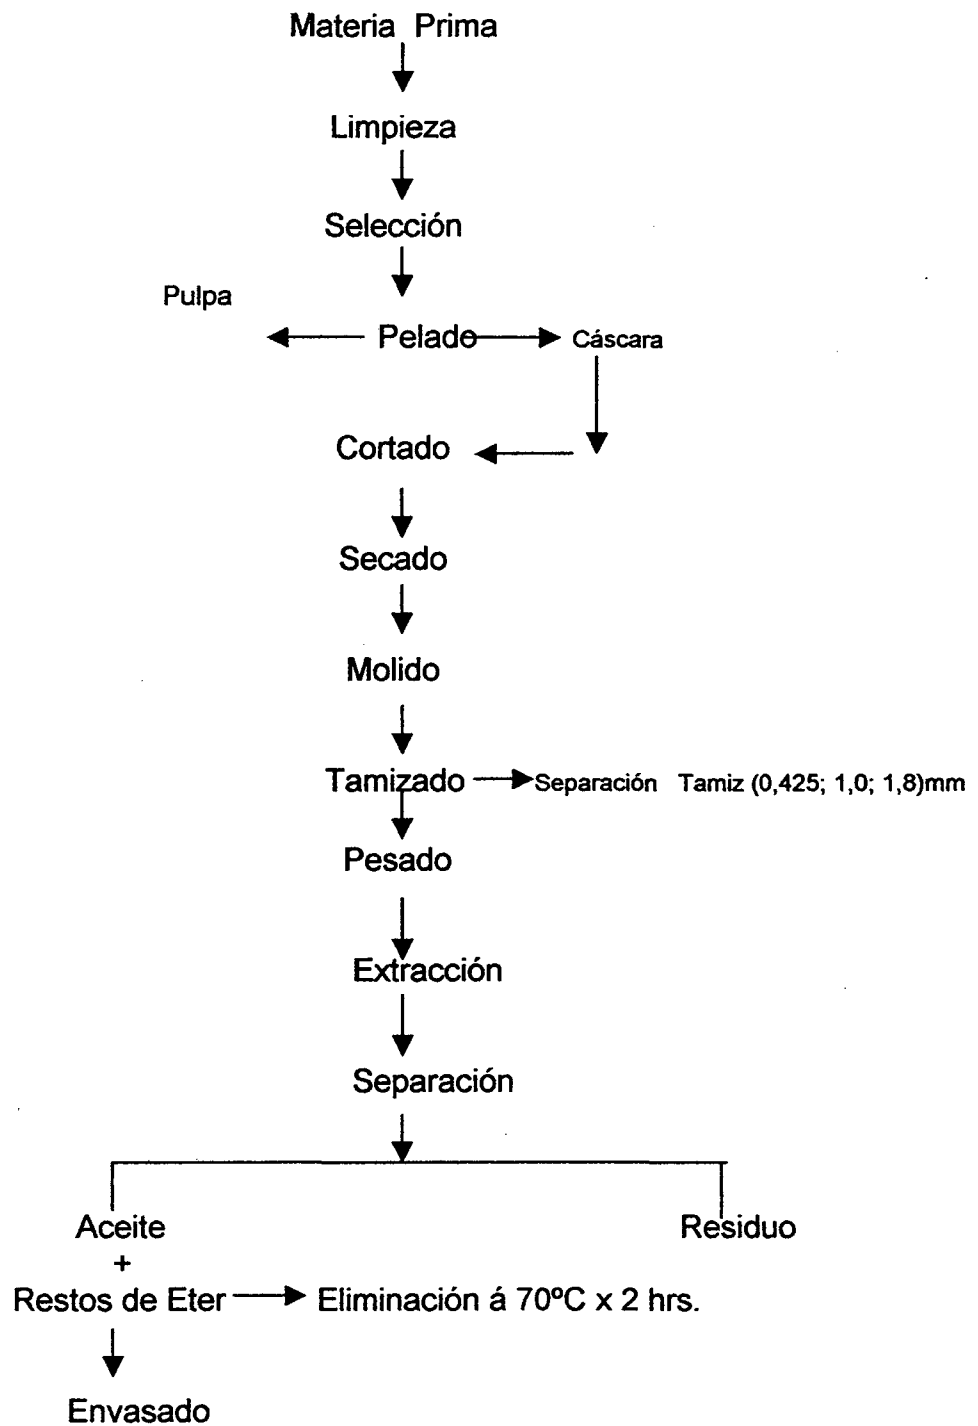 Materia Prima
Limpieza
Selección
Pulpa
Pelado
Cáscara
Cortado
Secado
Molido
Tamizado
Separación Tamiz (0,425; 1,0; 1,8)mm
Pesado
Extracción
Separación
Aceite
Residuo
+
Restos de Eter
Eliminación á 70ºC x 2 hrs.
Envasado